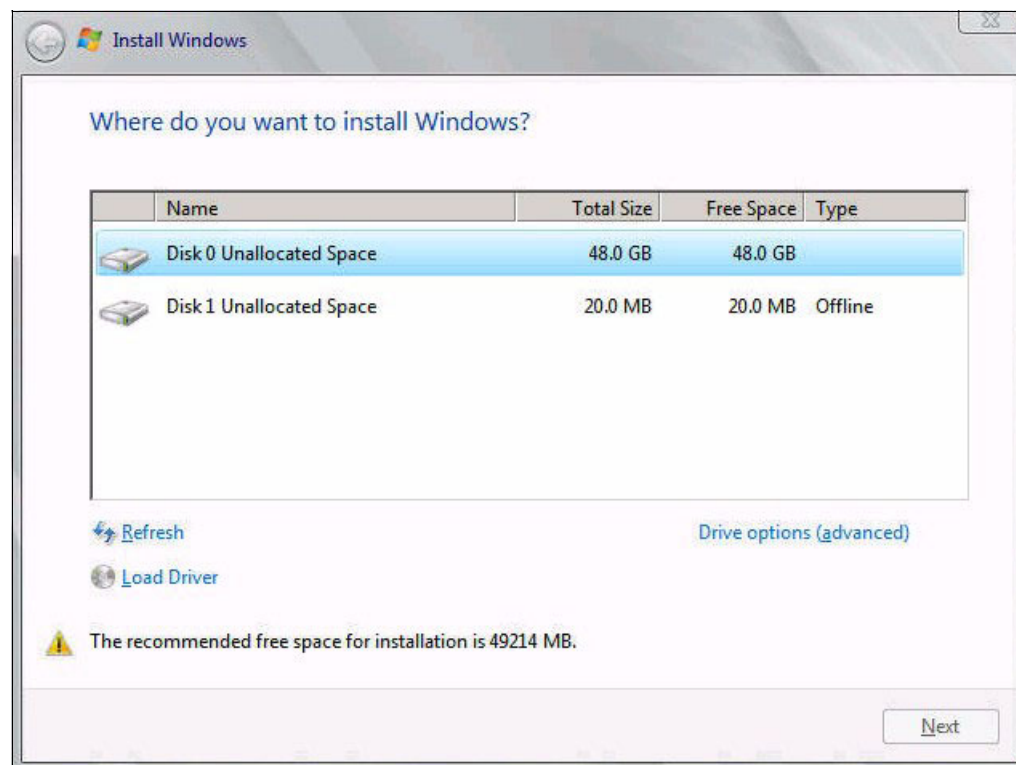 Install Windows
Where do you want to install Windows?
Name Total Size Free Space Type
Disk 0 Unallocated Space 48.0 GB 48.0 GB
Disk 1 Unallocated Space 20.0 MB 20.0 MB Offline
Refresh Drive options (advanced)
Load Driver
The recommended free space for installation is 49214 MB.
Next